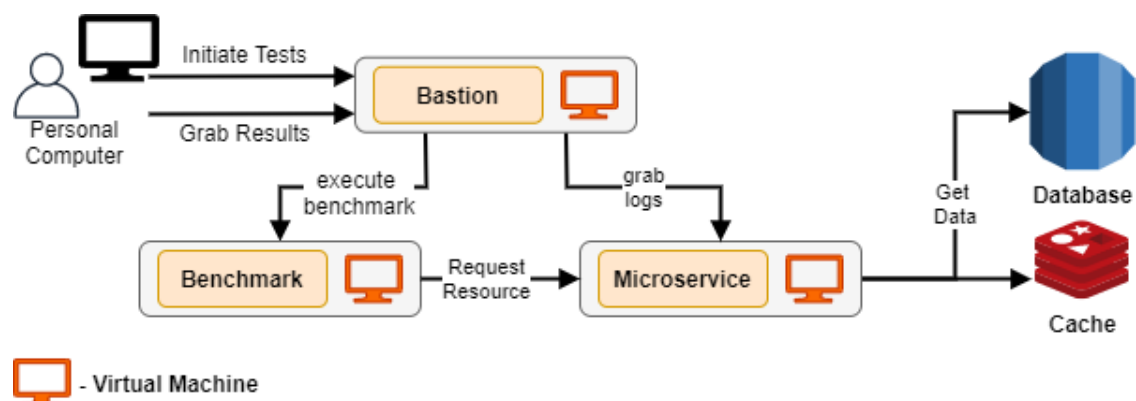 Initiate Tests
Bastion
Grab Results
Personal
Computer
execute
benchmark
grab
logs
Get
Data
Database
Benchmark
Request
Resource
Microservice
Cache
- Virtual Machine